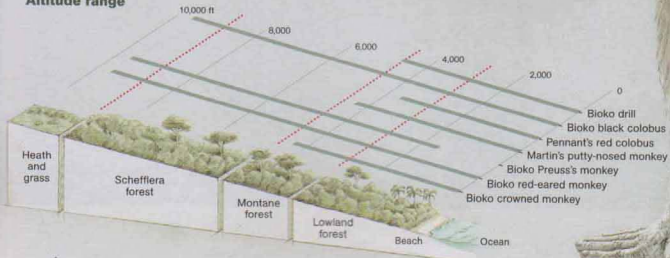 Altitude range
10,000 ft
8,000
6,000
4,000
2,000
0
Bioko drill
Bioko black colobus
Pennant's red colobus
Martin's putty-nosed monkey
Bioko Preuss's monkey
Bioko red-eared monkey
Bioko crowned monkey
Heath
and
grass
Schefflera
forest
Montane
forest
Lowland
forest
Beach
Ocean